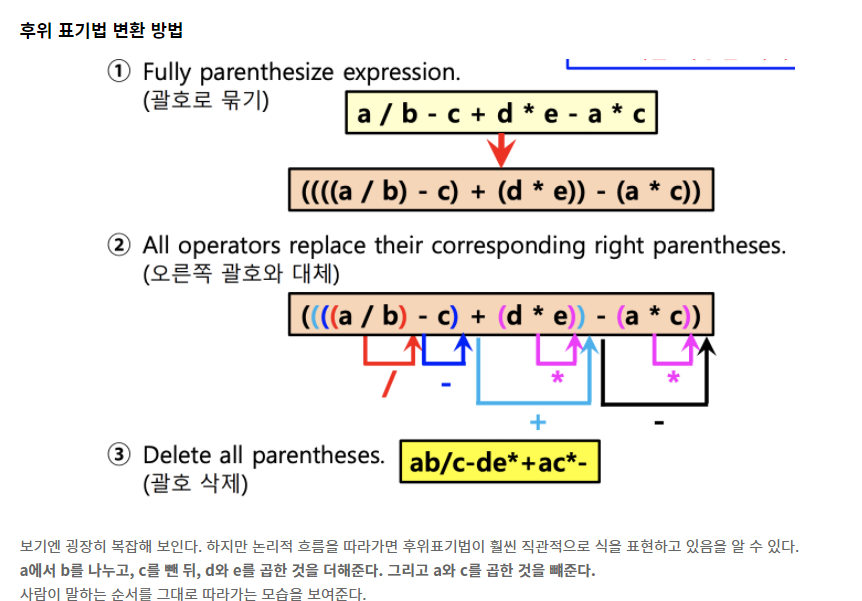 후위 표기법 변환 방법
① Fully parenthesize expression.
(괄호로 묶기)
a / b - c + d * e - a * c
((((a / b) - c) + (d * e)) - (a * c))
② All operators replace their corresponding right parentheses.
(오른쪽 괄호와 대체)
((((a / b) - c) + (d * e)) - (a * c))
/ - * *
+ -
③ Delete all parentheses.
(괄호 삭제)
ab/c-de*+ac*-
보기엔 굉장히 복잡해 보인다. 하지만 논리적 흐름을 따라가면 후위표기법이 훨씬 직관적으로 식을 표현하고 있음을 알 수 있다.
a에서 b를 나누고, c를 뺀 뒤, d와 e를 곱한 것을 더해준다. 그리고 a와 c를 곱한 것을 뺴준다.
사람이 말하는 순서를 그대로 따라가는 모습을 보여준다.